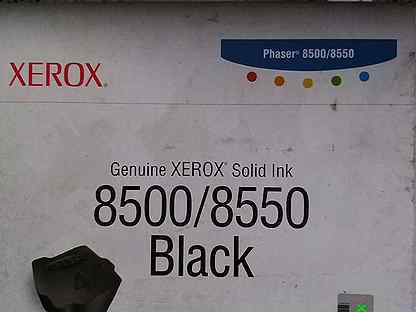 Phaser® 8500/8550
XEROX®
Genuine XEROX® Solid Ink
8500/8550
Black